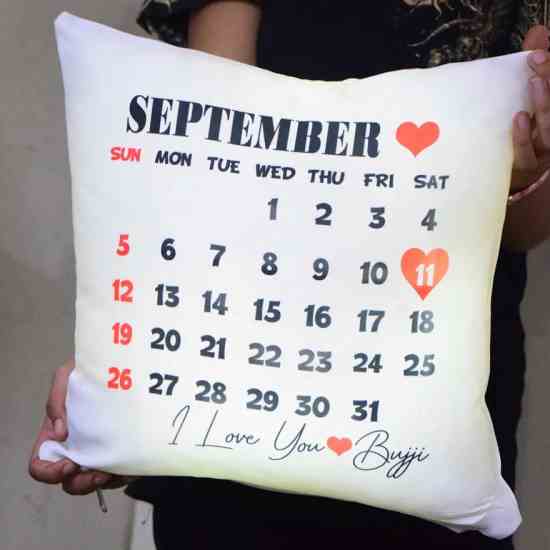 SEPTEMBER
SUN MON TUE WED THU FRI SAT
1 2 3 4
5 6 7 8 9 10 11
12 13 14 15 16 17 18
19 20 21 22 23 24 25
26 27 28 29 30 31
I Love You Bujji